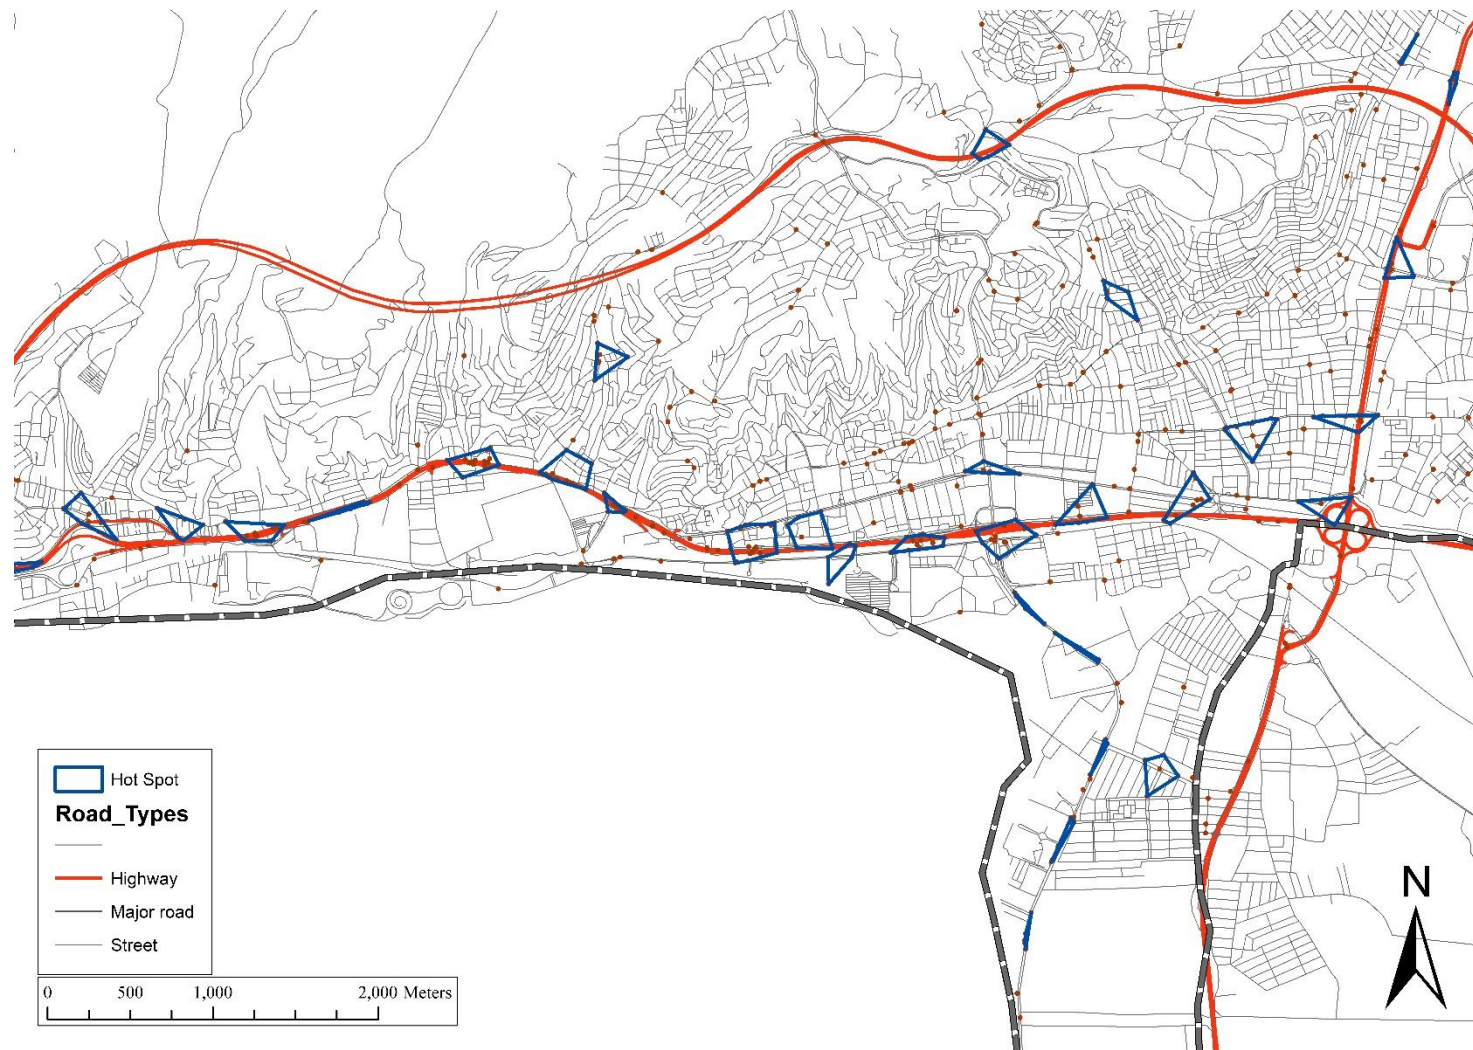 N
Hot Spot
Road_Types
Highway
Major road
Street
0 500 1,000 2,000 Meters